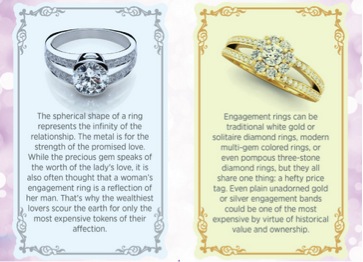 The spherical shape of a ring
represents the infinity of the
relationship. The metal is for the
strength of the promised love.
While the precious gem speaks of
the worth of the lady's love, it is
also often thought that a woman's
engagement ring is a reflection of
her man. That's why the wealthiest
lovers scour the earth for only the
most expensive tokens of their
affection.
Engagement rings can be
traditional white gold or
solitaire diamond rings, modern
multi-gem colored rings, or
even pompous three-stone
diamond rings, but they all
share one thing: a hefty price
tag. Even plain unadorned gold
or silver engagement bands
could be one of the most
expensive by virtue of historical
value and ownership.